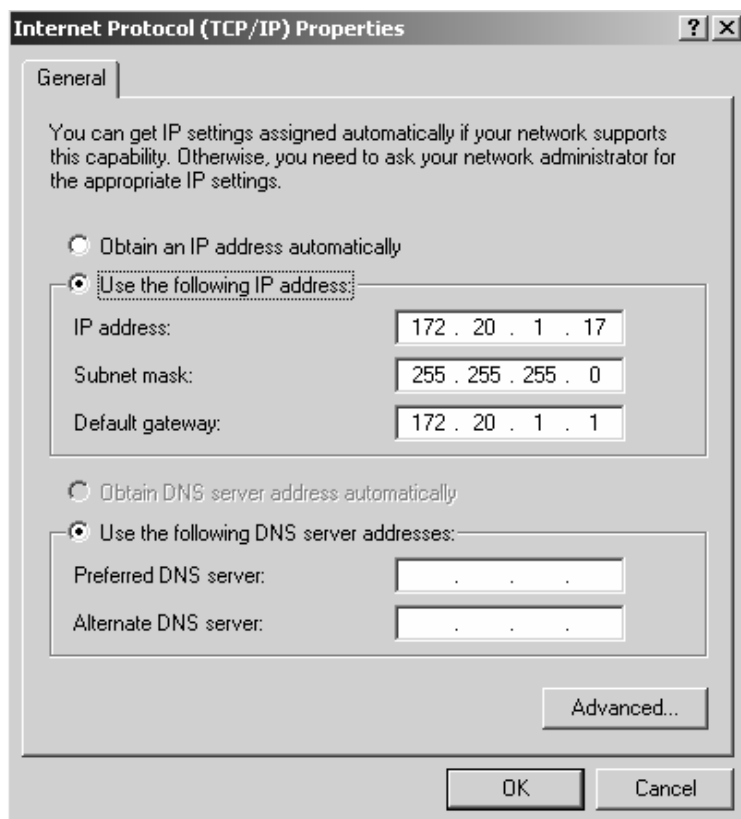 Internet Protocol (TCP/IP) Properties
General
You can get IP settings assigned automatically if your network supports
this capability. Otherwise, you need to ask your network administrator for
the appropriate IP settings.
Obtain an IP address automatically
Use the following IP address:
IP address: 172 . 20 . 1 . 17
Subnet mask: 255 . 255 . 255 . 0
Default gateway: 172 . 20 . 1 . 1
Obtain DNS server address automatically
Use the following DNS server addresses:
Preferred DNS server: . . .
Alternate DNS server: . . .
Advanced...
OK Cancel